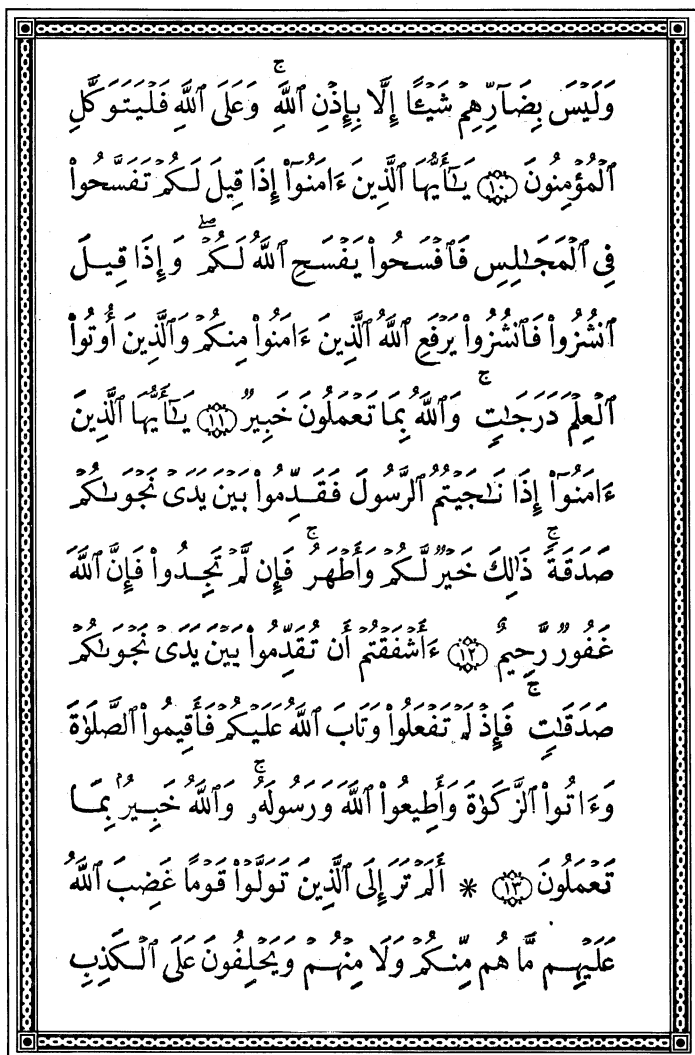 وَلَيْسَ بِضَآرِّهِمْ شَيْـًٔا إِلَّا بِإِذْنِ ٱللَّهِ ۚ وَعَلَى ٱللَّهِ فَلْيَتَوَكَّلِ
ٱلْمُؤْمِنُونَ ﴿١٠﴾ يَـٰٓأَيُّهَا ٱلَّذِينَ ءَامَنُوٓا۟ إِذَا قِيلَ لَكُمْ تَفَسَّحُوا۟
فِى ٱلْمَجَـٰلِسِ فَٱفْسَحُوا۟ يَفْسَحِ ٱللَّهُ لَكُمْ ۖ وَإِذَا قِيلَ
ٱنشُزُوا۟ فَٱنشُزُوا۟ يَرْفَعِ ٱللَّهُ ٱلَّذِينَ ءَامَنُوا۟ مِنكُمْ وَٱلَّذِينَ أُوتُوا۟
ٱلْعِلْمَ دَرَجَـٰتٍ ۚ وَٱللَّهُ بِمَا تَعْمَلُونَ خَبِيرٌ ﴿١١﴾ يَـٰٓأَيُّهَا ٱلَّذِينَ
ءَامَنُوٓا۟ إِذَا نَـٰجَيْتُمُ ٱلرَّسُولَ فَقَدِّمُوا۟ بَيْنَ يَدَىْ نَجْوَىٰكُمْ
صَدَقَةً ۚ ذَٰلِكَ خَيْرٌ لَّكُمْ وَأَطْهَرُ ۚ فَإِن لَّمْ تَجِدُوا۟ فَإِنَّ ٱللَّهَ
غَفُورٌ رَّحِيمٌ ﴿١٢﴾ ءَأَشْفَقْتُمْ أَن تُقَدِّمُوا۟ بَيْنَ يَدَىْ نَجْوَىٰكُمْ
صَدَقَـٰتٍ ۚ فَإِذْ لَمْ تَفْعَلُوا۟ وَتَابَ ٱللَّهُ عَلَيْكُمْ فَأَقِيمُوا۟ ٱلصَّلَوٰةَ
وَءَاتُوا۟ ٱلزَّكَوٰةَ وَأَطِيعُوا۟ ٱللَّهَ وَرَسُولَهُۥ ۚ وَٱللَّهُ خَبِيرٌۢ بِمَا
تَعْمَلُونَ ﴿١٣﴾ * أَلَمْ تَرَ إِلَى ٱلَّذِينَ تَوَلَّوْا۟ قَوْمًا غَضِبَ ٱللَّهُ
عَلَيْهِم مَّا هُم مِّنكُمْ وَلَا مِنْهُمْ وَيَحْلِفُونَ عَلَى ٱلْكَذِبِ